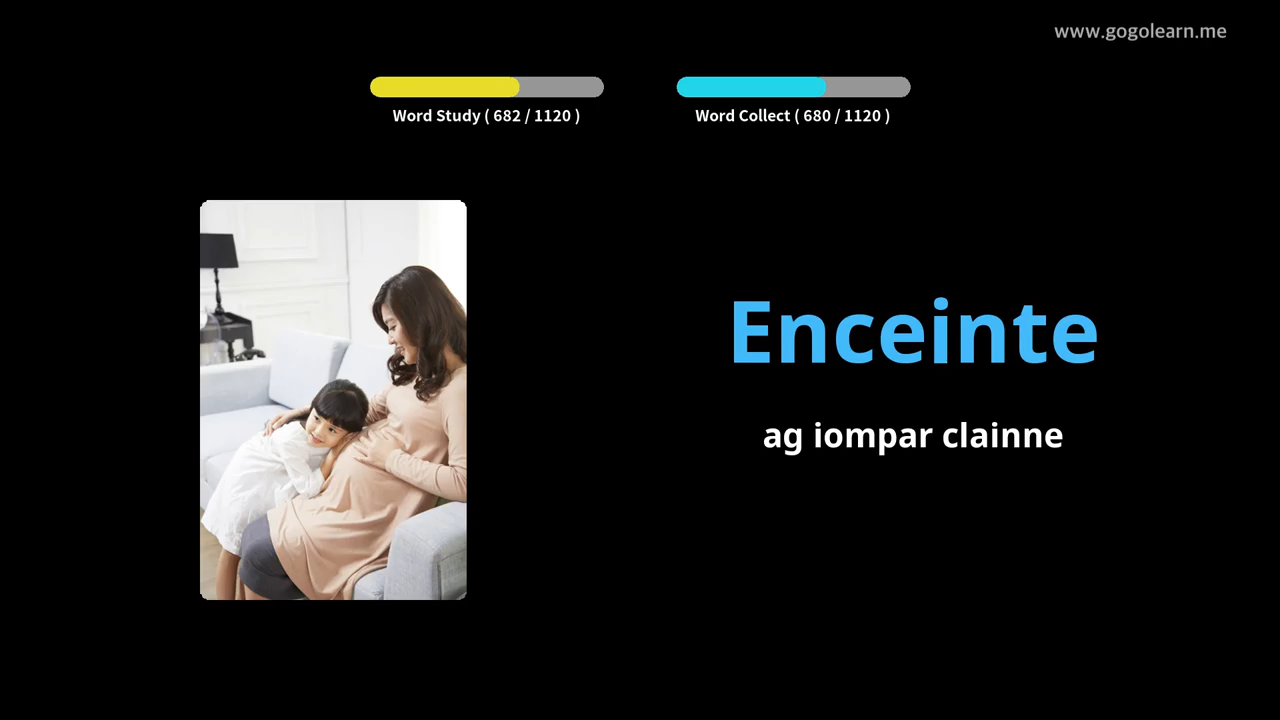 www.gogolearn.me
Word Study ( 682 / 1120 )
Word Collect ( 680 / 1120 )
Enceinte
ag iompar clainne